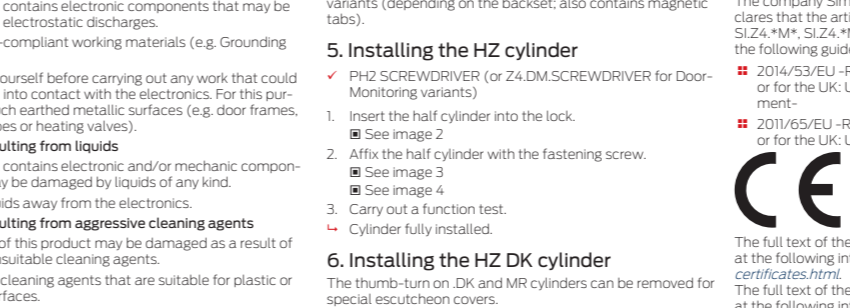 contains electronic components that may be
electrostatic discharges.
-compliant working materials (e.g. Grounding
ourself before carrying out any work that could
into contact with the electronics. For this pur-
ch earthed metallic surfaces (e.g. door frames,
es or heating valves).
ulting from liquids
contains electronic and/or mechanic compon-
y be damaged by liquids of any kind.
ids away from the electronics.
ulting from aggressive cleaning agents
of this product may be damaged as a result of
nsuitable cleaning agents.
cleaning agents that are suitable for plastic or
rfaces.
variants (depending on the backset; also contains magnetic
tabs).
5. Installing the HZ cylinder
✓ PH2 SCREWDRIVER (or Z4.DM.SCREWDRIVER for Door-
Monitoring variants)
1. Insert the half cylinder into the lock.
▣ See image 2
2. Affix the half cylinder with the fastening screw.
▣ See image 3
▣ See image 4
3. Carry out a function test.
↪ Cylinder fully installed.
6. Installing the HZ DK cylinder
The thumb-turn on .DK and MR cylinders can be removed for
special escutcheon covers.
The company Sim
clares that the arti
SI.Z4.*M*, SI.Z4.*M
the following guide
2014/53/EU -R
or for the UK: U
ment-
2011/65/EU -R
or for the UK: U
CE
The full text of the
at the following int
certificates.html.
The full text of the
at the following int